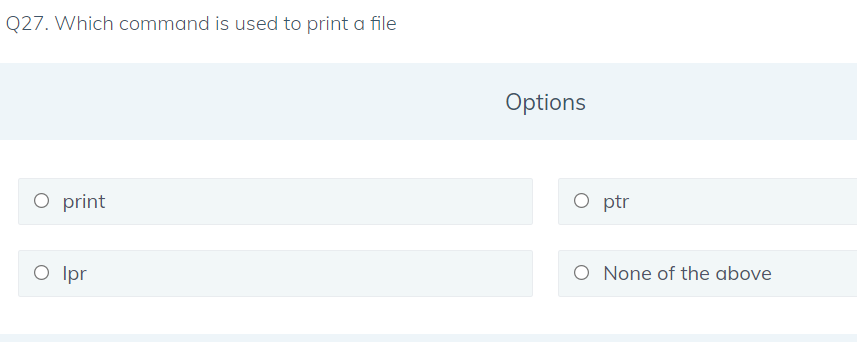 Q27. Which command is used to print a file
Options
print
ptr
lpr
None of the above